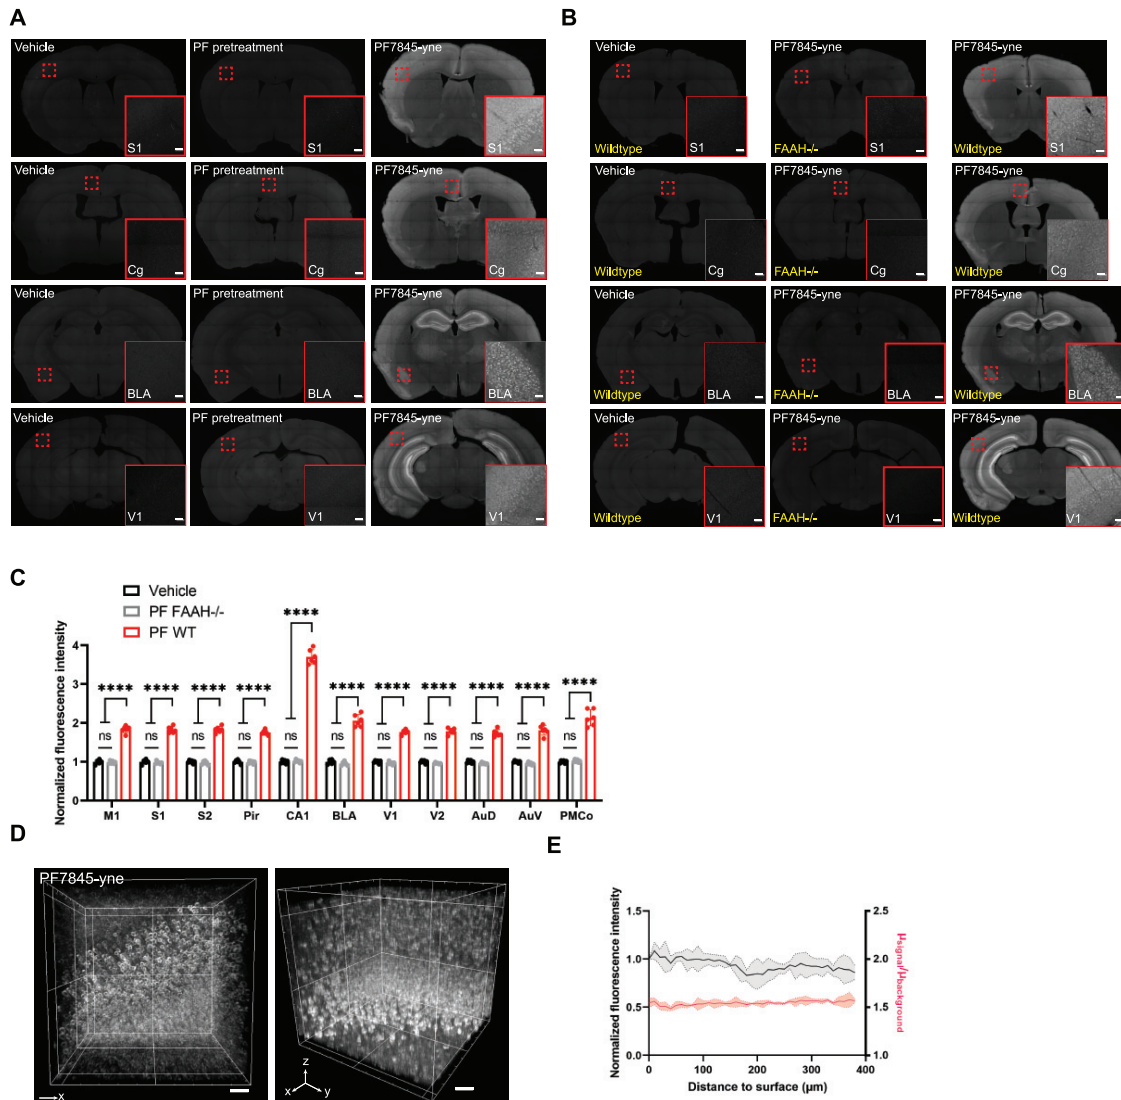 A
B
Vehicle
PF pretreatment
PF7845-yne
S1
S1
S1
Vehicle
PF pretreatment
PF7845-yne
Cg
Cg
Cg
Vehicle
PF pretreatment
PF7845-yne
BLA
BLA
BLA
Vehicle
PF pretreatment
PF7845-yne
V1
V1
V1
Vehicle
PF7845-yne
PF7845-yne
S1
S1
S1
Wildtype
FAAH-/-
Wildtype
Vehicle
PF7845-yne
PF7845-yne
Cg
Cg
Cg
Wildtype
FAAH-/-
Wildtype
Vehicle
PF7845-yne
PF7845-yne
BLA
BLA
BLA
Wildtype
FAAH-/-
Wildtype
Vehicle
PF7845-yne
PF7845-yne
V1
V1
V1
Wildtype
FAAH-/-
Wildtype
C
Vehicle
PF FAAH-/-
PF WT
Normalized fluorescence intensity
4
3
2
1
0
**** **** **** **** **** **** **** **** **** **** ****
ns ns ns ns ns ns ns ns ns ns ns
M1 S1 S2 Pir CA1 BLA V1 V2 AuD AuV PMCo
D
PF7845-yne
x
z
x
y
E
Normalized fluorescence intensity
1.5
1.0
0.5
0.0
2.5
2.0
1.5
1.0
μsignal/μbackground
0 100 200 300 400
Distance to surface (μm)